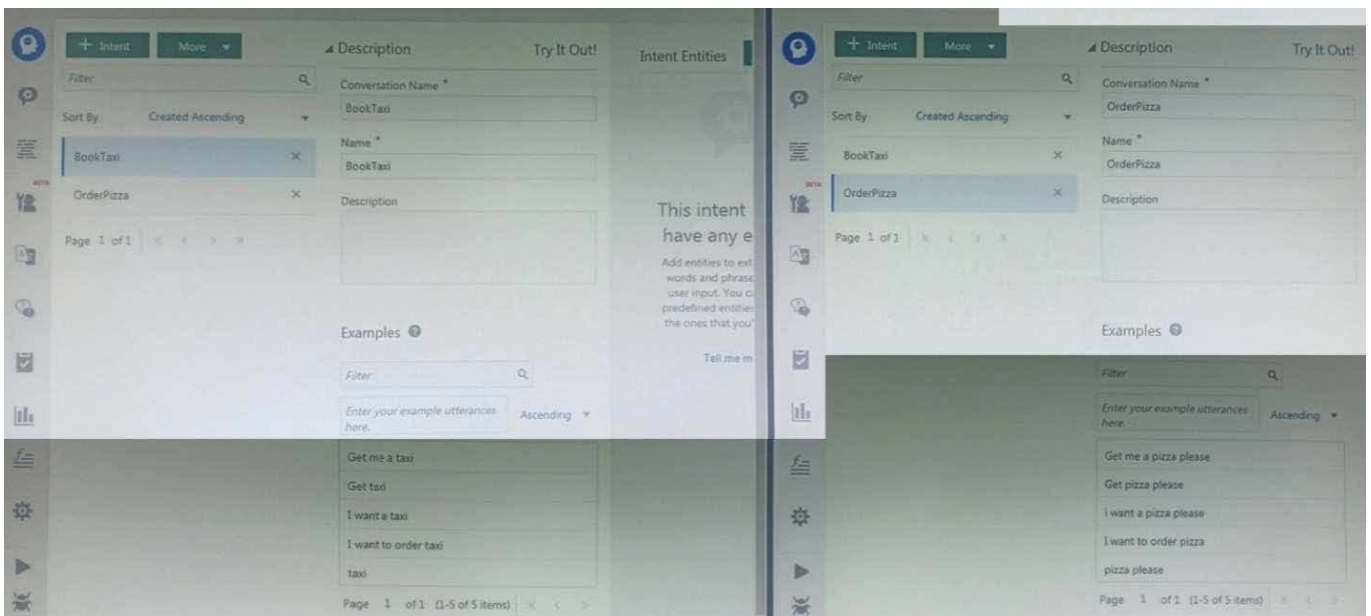 + Intent
More
Filter
Sort By
Created Ascending
BookTaxi
OrderPizza
Page 1 of 1
BETA
Description
Try It Out!
Conversation Name *
BookTaxi
Name *
BookTaxi
Description
Examples
Filter
Enter your example utterances
here.
Ascending
Get me a taxi
Get taxi
I want a taxi
I want to order taxi
taxi
Page 1 of 1 (1-5 of 5 items)
Intent Entities
This intent
have any e
Add entities to ext
words and phrase
user input. You c
predefined entitie
the ones that you'
Tell me m
+ Intent
More
Filter
Sort By
Created Ascending
BookTaxi
OrderPizza
Page 1 of 1
BETA
Description
Try It Out!
Conversation Name *
OrderPizza
Name *
OrderPizza
Description
Examples
Filter
Enter your example utterances
here.
Ascending
Get me a pizza please
Get pizza please
i want a pizza please
I want to order pizza
pizza please
Page 1 of 1 (1-5 of 5 items)